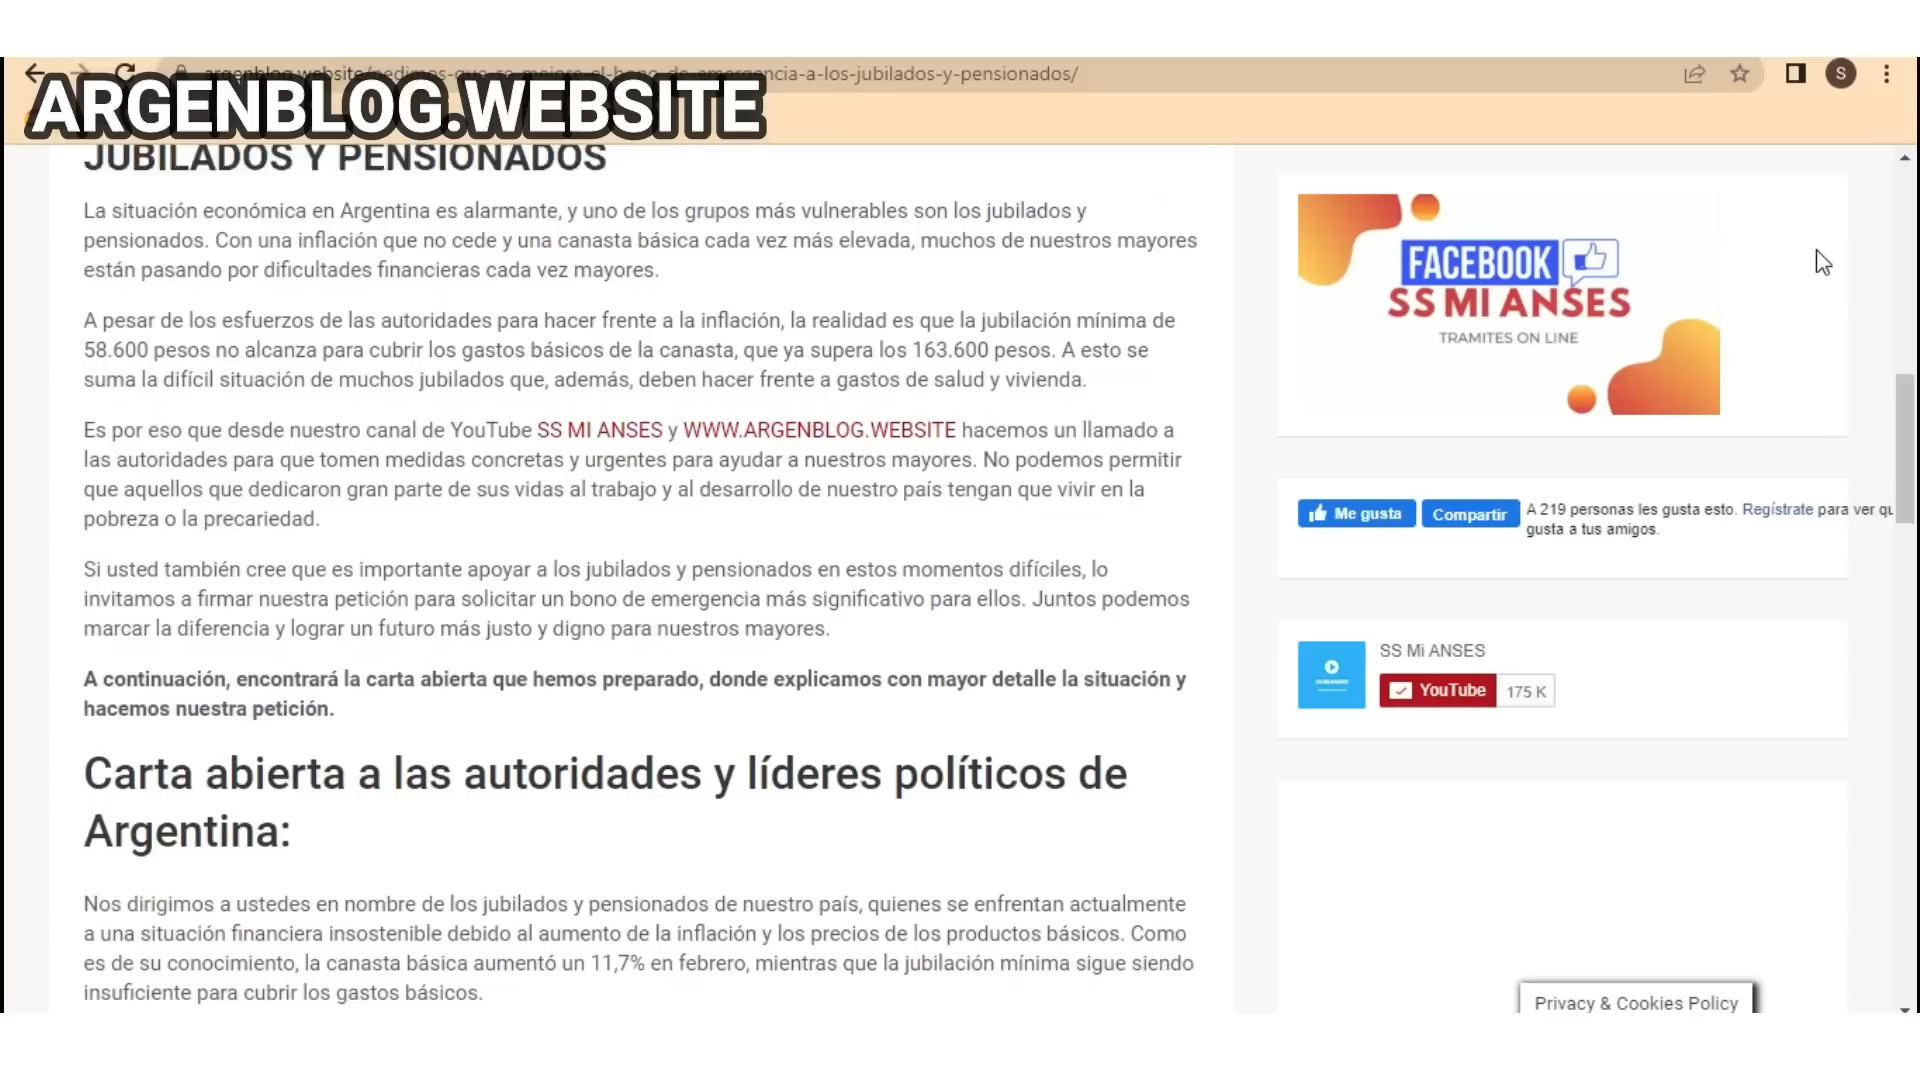 ARGENBLOG.WEBSITE
cia-a-los-jubilados-y-pensionados/
S
JUBILADOS Y PENSIONADOS
La situación económica en Argentina es alarmante, y uno de los grupos más vulnerables son los jubilados y
pensionados. Con una inflación que no cede y una canasta básica cada vez más elevada, muchos de nuestros mayores
están pasando por dificultades financieras cada vez mayores.
A pesar de los esfuerzos de las autoridades para hacer frente a la inflación, la realidad es que la jubilación mínima de
58.600 pesos no alcanza para cubrir los gastos básicos de la canasta, que ya supera los 163.600 pesos. A esto se
suma la difícil situación de muchos jubilados que, además, deben hacer frente a gastos de salud y vivienda.
Es por eso que desde nuestro canal de YouTube SS MI ANSES y WWW.ARGENBLOG.WEBSITE hacemos un llamado a
las autoridades para que tomen medidas concretas y urgentes para ayudar a nuestros mayores. No podemos permitir
que aquellos que dedicaron gran parte de sus vidas al trabajo y al desarrollo de nuestro país tengan que vivir en la
pobreza o la precariedad.
Si usted también cree que es importante apoyar a los jubilados y pensionados en estos momentos difíciles, lo
invitamos a firmar nuestra petición para solicitar un bono de emergencia más significativo para ellos. Juntos podemos
marcar la diferencia y lograr un futuro más justo y digno para nuestros mayores.
A continuación, encontrará la carta abierta que hemos preparado, donde explicamos con mayor detalle la situación y
hacemos nuestra petición.
Carta abierta a las autoridades y líderes políticos de
Argentina:
Nos dirigimos a ustedes en nombre de los jubilados y pensionados de nuestro país, quienes se enfrentan actualmente
a una situación financiera insostenible debido al aumento de la inflación y los precios de los productos básicos. Como
es de su conocimiento, la canasta básica aumentó un 11,7% en febrero, mientras que la jubilación mínima sigue siendo
insuficiente para cubrir los gastos básicos.
FACEBOOK
SS MI ANSES
TRAMITES ON LINE
Me gusta
Compartir
A 219 personas les gusta esto. Regístrate para ver qu
gusta a tus amigos.
SS Mi ANSES
YouTube 175 K
Privacy & Cookies Policy